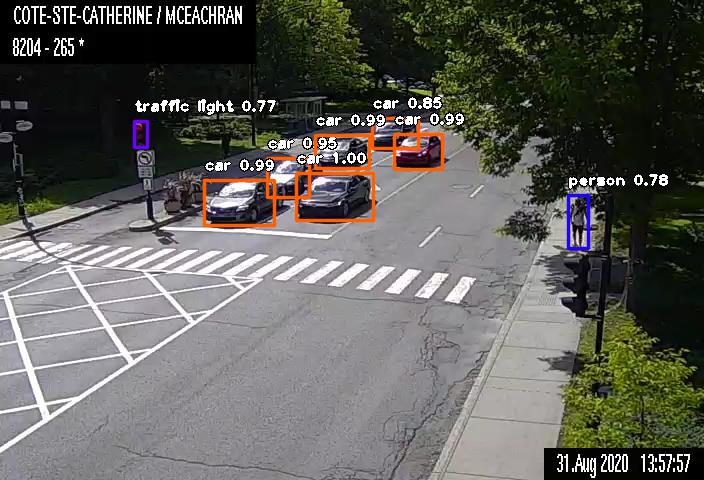 COTE-STE-CATHERINE / MCEACHRAN
8204 - 265 *
car 0.85
traffic light 0.77
car 0.99
car 0.99
car 0.95
car 1.00
car 0.99
person 0.78
31.Aug 2020 13:57:57